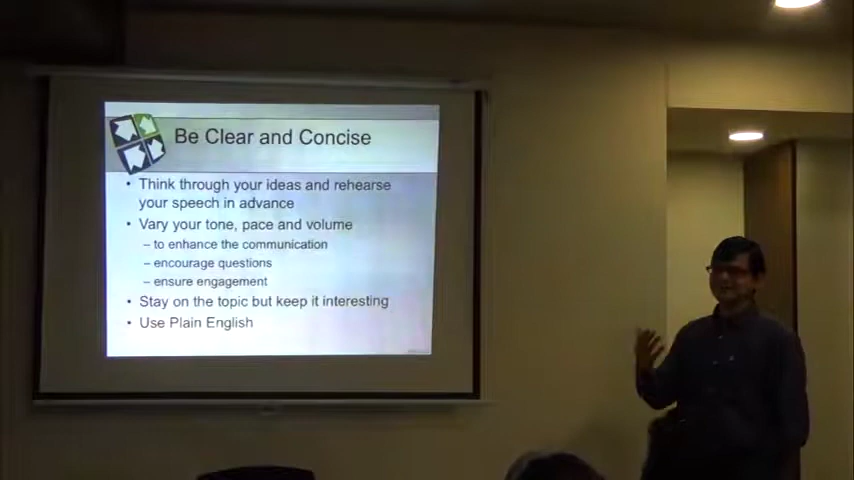 Be Clear and Concise
• Think through your ideas and rehearse
your speech in advance
• Vary your tone, pace and volume
– to enhance the communication
– encourage questions
– ensure engagement
• Stay on the topic but keep it interesting
• Use Plain English